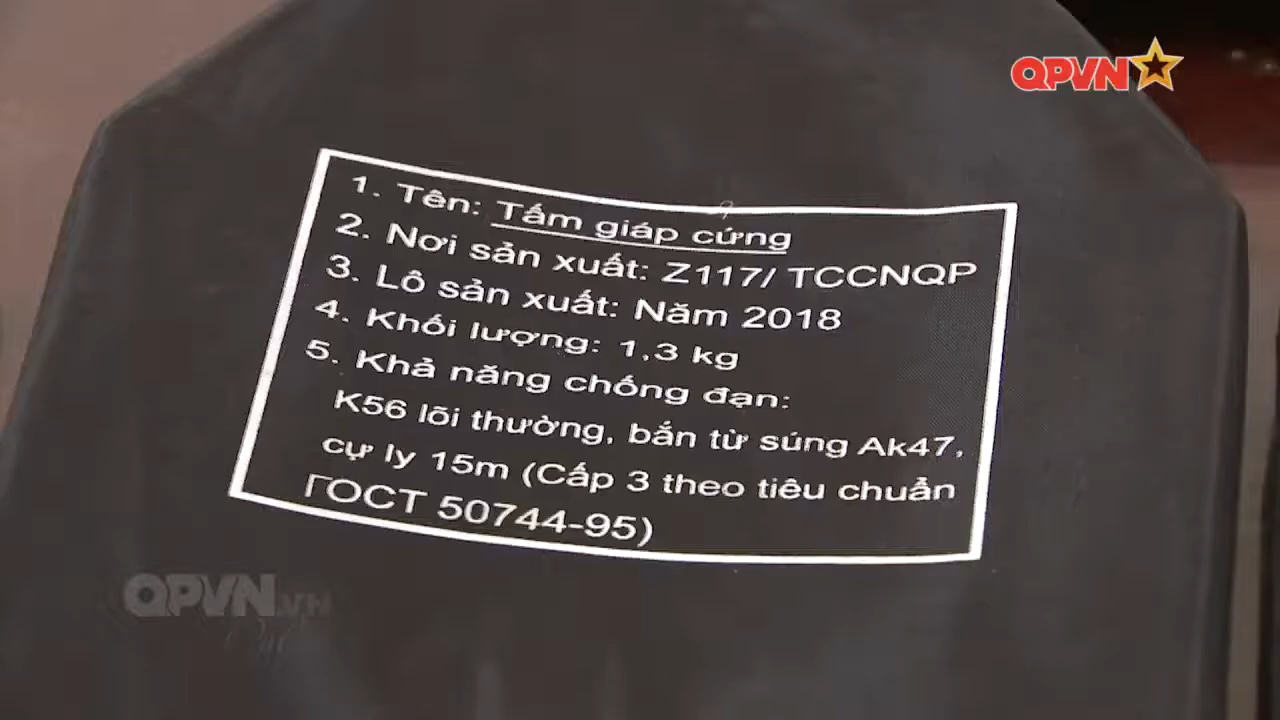 QPVN
1. Tên: Tấm giáp cứng
2. Nơi sản xuất: Z117/ TCCNQP
3. Lô sản xuất: Năm 2018
4. Khối lượng: 1,3 kg
5. Khả năng chống đạn:
K56 lõi thường, bắn từ súng Ak47,
cự ly 15m (Cấp 3 theo tiêu chuẩn
ГОСТ 50744-95)
QPVN.VN